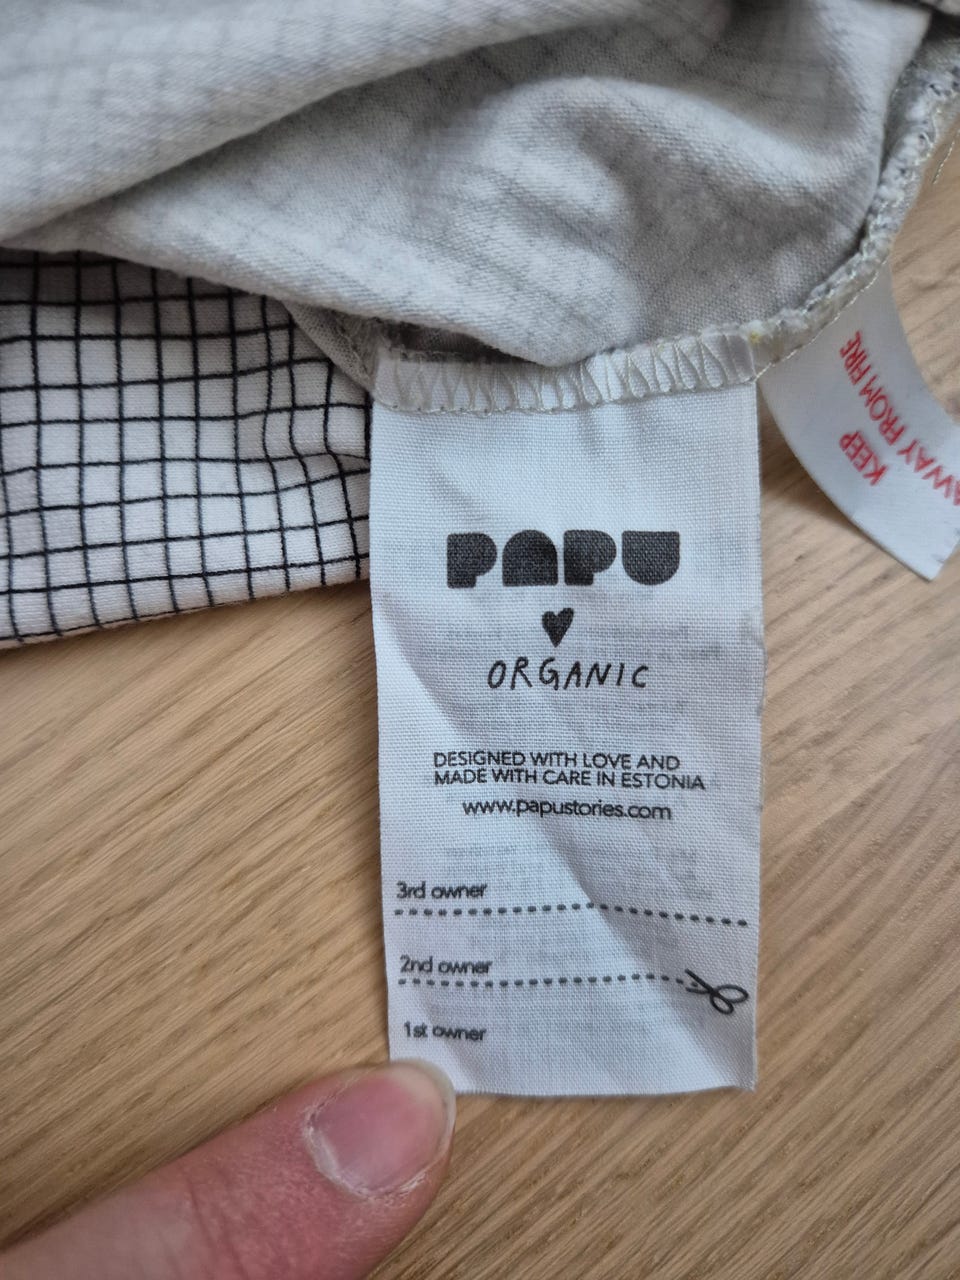 PAPU
ORGANIC
DESIGNED WITH LOVE AND
MADE WITH CARE IN ESTONIA
www.papustories.com
3rd owner
2nd owner
1st owner
KEEP
AWAY FROM FIRE